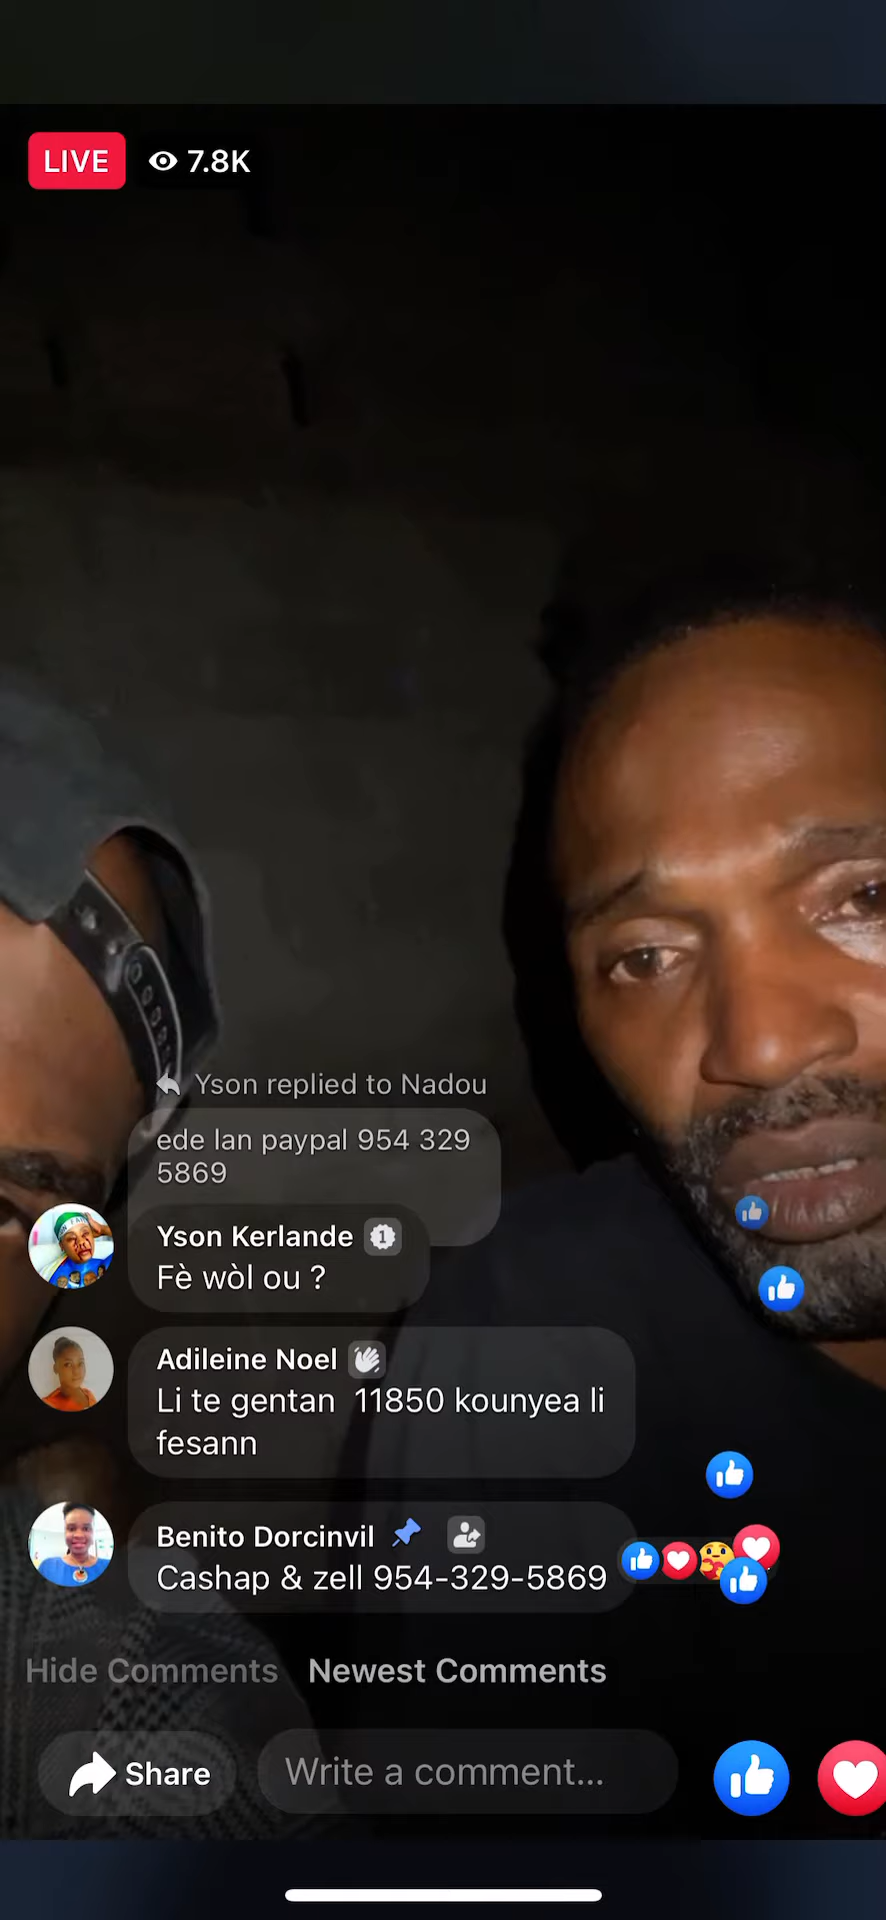 LIVE 7.8K
Yson replied to Nadou
ede lan paypal 954 329
5869
Yson Kerlande 1
Fè wòl ou ?
Adileine Noel
Li te gentan 11850 kounyea li
fesann
Benito Dorcinvil
Cashap & zell 954-329-5869
Hide Comments Newest Comments
Share Write a comment...